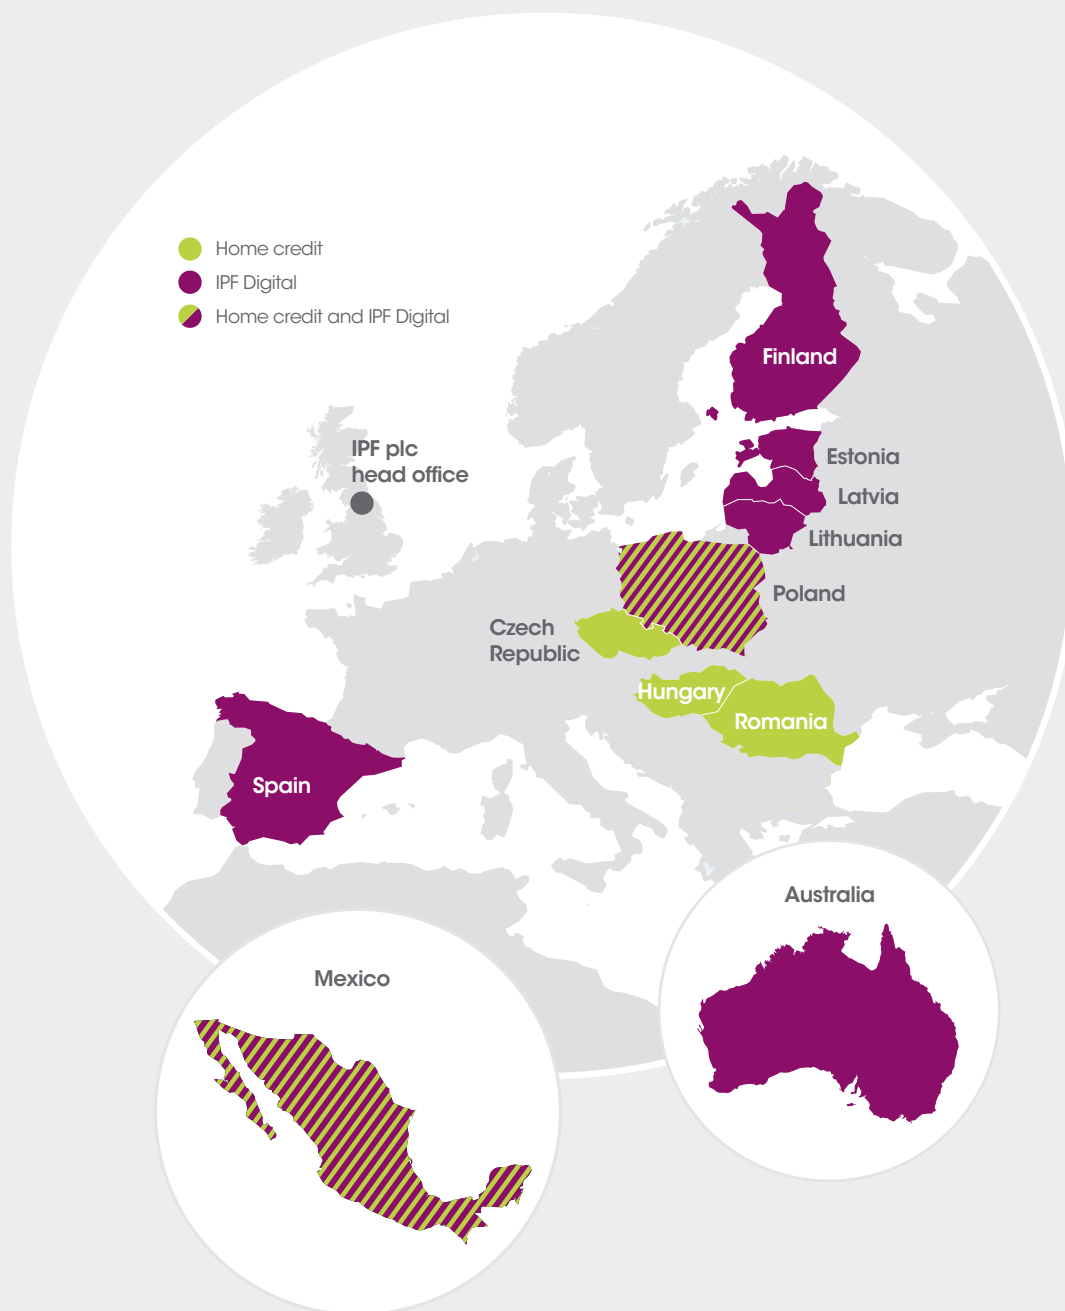 Home credit
IPF Digital
Home credit and IPF Digital
Finland
IPF plc
head office
Estonia
Latvia
Lithuania
Poland
Czech
Republic
Hungary
Romania
Spain
Australia
Mexico